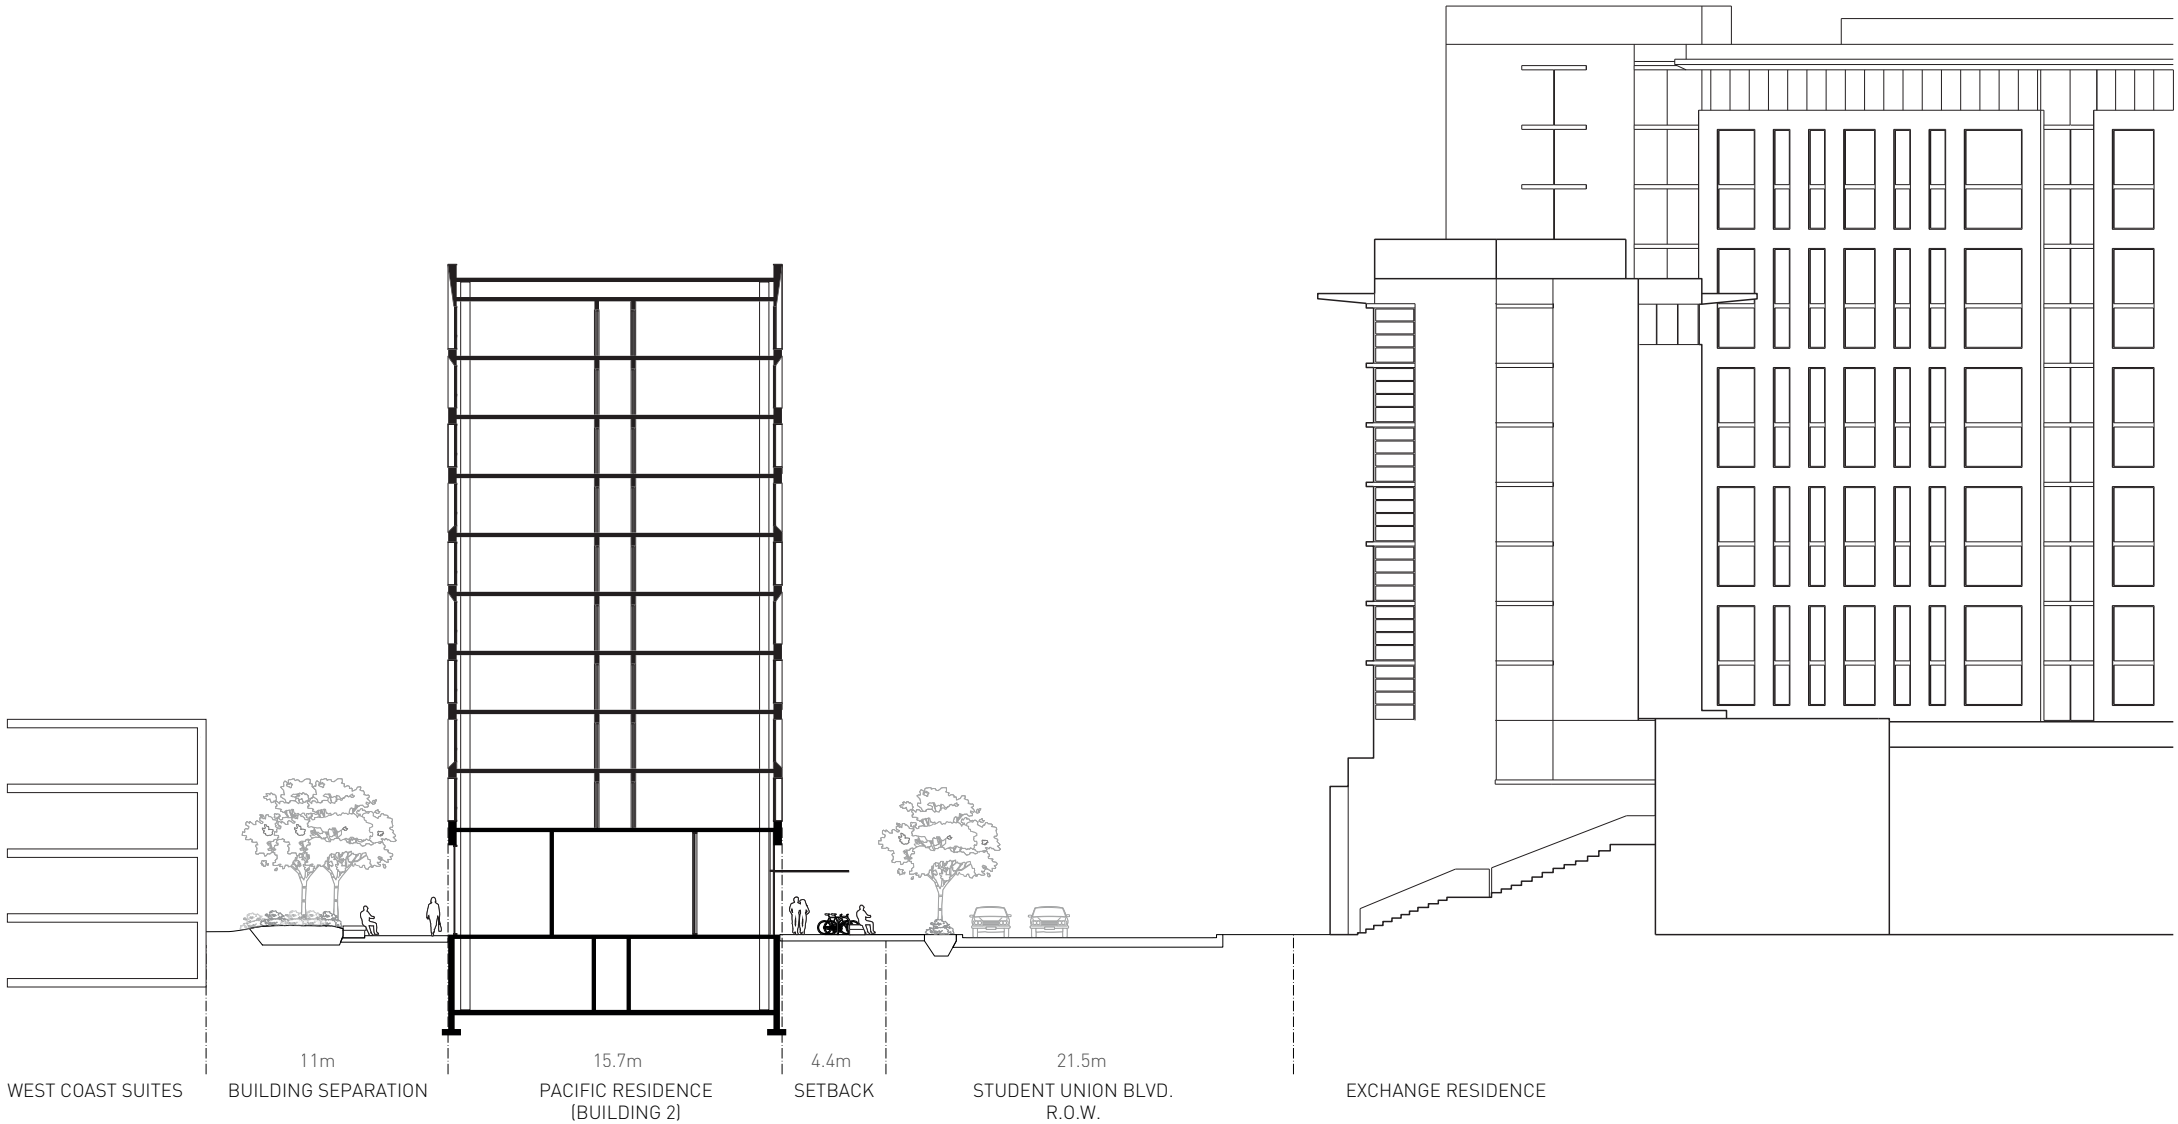 11m
15.7m
4.4m
21.5m
WEST COAST SUITES
BUILDING SEPARATION
PACIFIC RESIDENCE
(BUILDING 2)
SETBACK
STUDENT UNION BLVD.
R.O.W.
EXCHANGE RESIDENCE